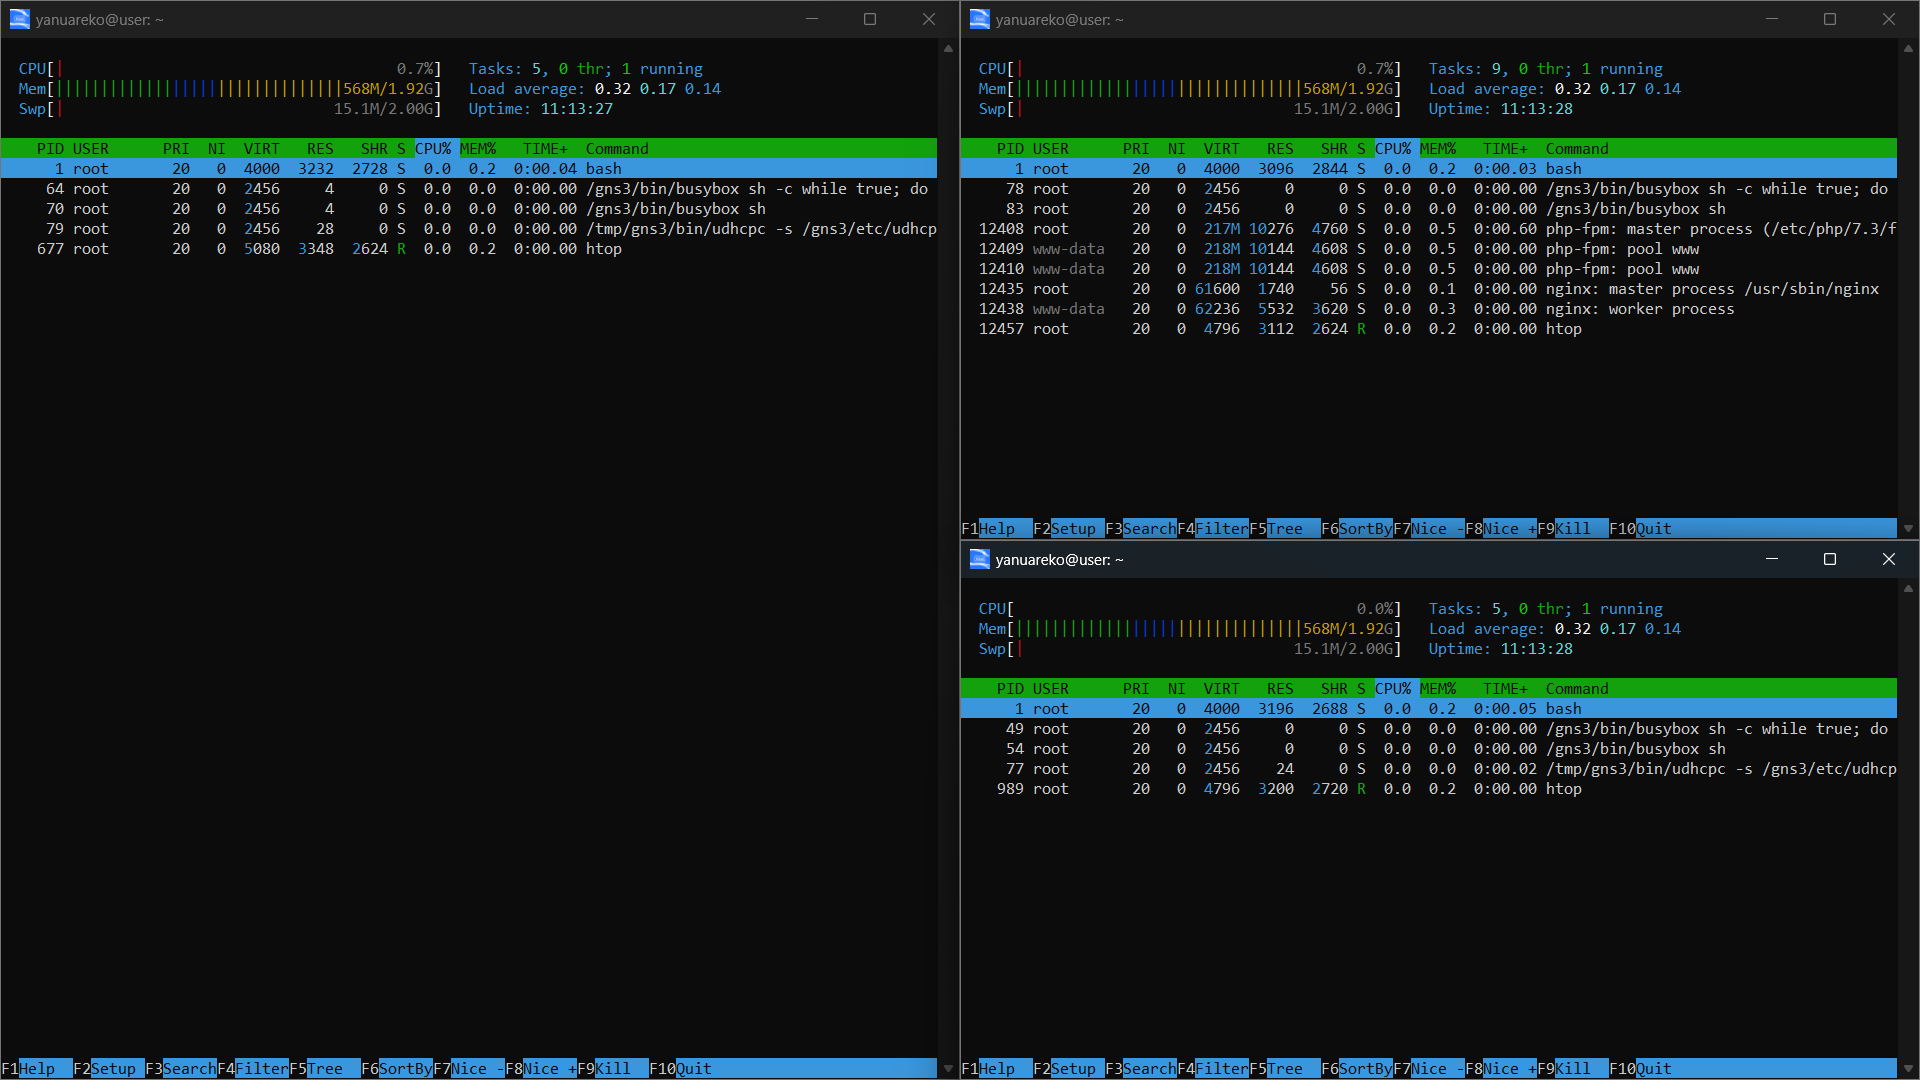 yanuareko@user: ~
CPU[| 0.7%] Tasks: 5, 0 thr; 1 running
Mem[||||||||||||||||||||||||||||||||568M/1.92G] Load average: 0.32 0.17 0.14
Swp[| 15.1M/2.00G] Uptime: 11:13:27
PID USER PRI NI VIRT RES SHR S CPU% MEM% TIME+ Command
1 root 20 0 4000 3232 2728 S 0.0 0.2 0:00.04 bash
64 root 20 0 2456 4 0 S 0.0 0.0 0:00.00 /gns3/bin/busybox sh -c while true; do
70 root 20 0 2456 4 0 S 0.0 0.0 0:00.00 /gns3/bin/busybox sh
79 root 20 0 2456 28 0 S 0.0 0.0 0:00.00 /tmp/gns3/bin/udhcpc -s /gns3/etc/udhcp
677 root 20 0 5080 3348 2624 R 0.0 0.2 0:00.00 htop
F1Help F2Setup F3SearchF4FilterF5Tree F6SortByF7Nice -F8Nice +F9Kill F10Quit
yanuareko@user: ~
CPU[| 0.7%] Tasks: 9, 0 thr; 1 running
Mem[||||||||||||||||||||||||||||||||568M/1.92G] Load average: 0.32 0.17 0.14
Swp[| 15.1M/2.00G] Uptime: 11:13:28
PID USER PRI NI VIRT RES SHR S CPU% MEM% TIME+ Command
1 root 20 0 4000 3096 2844 S 0.0 0.2 0:00.03 bash
78 root 20 0 2456 0 0 S 0.0 0.0 0:00.00 /gns3/bin/busybox sh -c while true; do
83 root 20 0 2456 0 0 S 0.0 0.0 0:00.00 /gns3/bin/busybox sh
12408 root 20 0 217M 10276 4760 S 0.0 0.5 0:00.60 php-fpm: master process (/etc/php/7.3/f
12409 www-data 20 0 218M 10144 4608 S 0.0 0.5 0:00.00 php-fpm: pool www
12410 www-data 20 0 218M 10144 4608 S 0.0 0.5 0:00.00 php-fpm: pool www
12435 root 20 0 61600 1740 56 S 0.0 0.1 0:00.00 nginx: master process /usr/sbin/nginx
12438 www-data 20 0 62236 5532 3620 S 0.0 0.3 0:00.00 nginx: worker process
12457 root 20 0 4796 3112 2624 R 0.0 0.2 0:00.00 htop
F1Help F2Setup F3SearchF4FilterF5Tree F6SortByF7Nice -F8Nice +F9Kill F10Quit
yanuareko@user: ~
CPU[ 0.0%] Tasks: 5, 0 thr; 1 running
Mem[||||||||||||||||||||||||||||||||568M/1.92G] Load average: 0.32 0.17 0.14
Swp[| 15.1M/2.00G] Uptime: 11:13:28
PID USER PRI NI VIRT RES SHR S CPU% MEM% TIME+ Command
1 root 20 0 4000 3196 2688 S 0.0 0.2 0:00.05 bash
49 root 20 0 2456 0 0 S 0.0 0.0 0:00.00 /gns3/bin/busybox sh -c while true; do
54 root 20 0 2456 0 0 S 0.0 0.0 0:00.00 /gns3/bin/busybox sh
77 root 20 0 2456 24 0 S 0.0 0.0 0:00.02 /tmp/gns3/bin/udhcpc -s /gns3/etc/udhcp
989 root 20 0 4796 3200 2720 R 0.0 0.2 0:00.00 htop
F1Help F2Setup F3SearchF4FilterF5Tree F6SortByF7Nice -F8Nice +F9Kill F10Quit